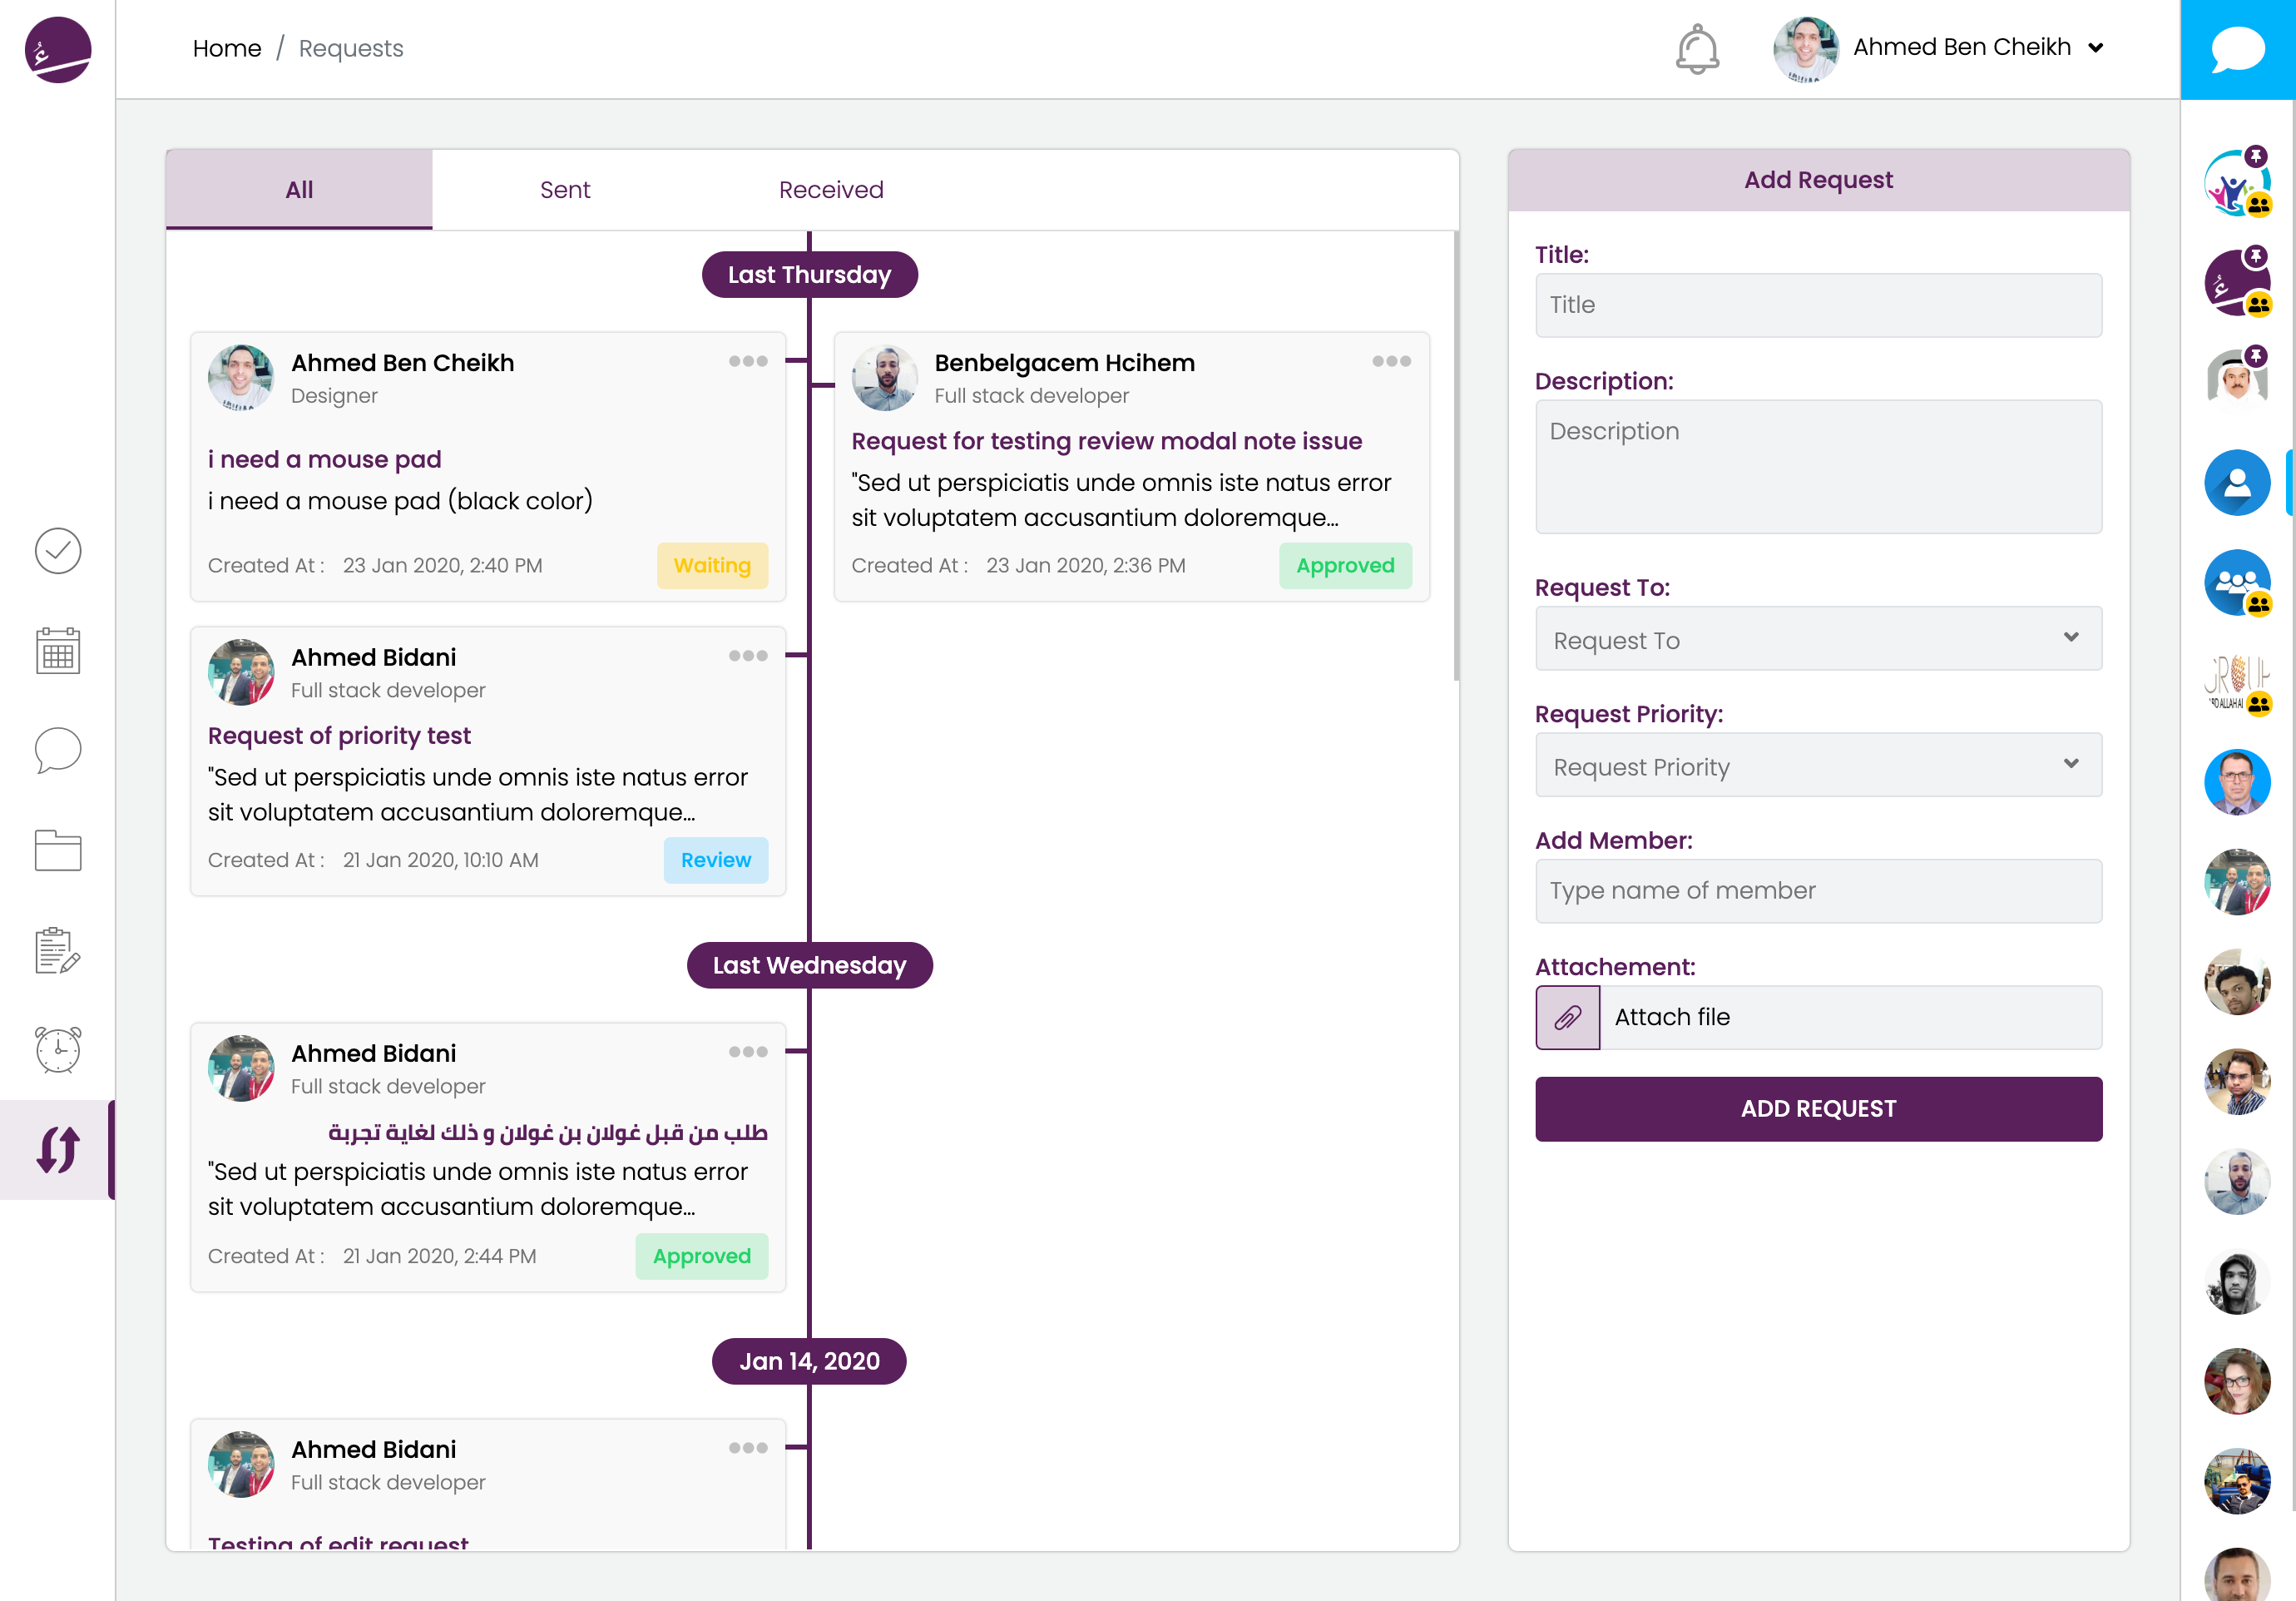 Home / Requests
Ahmed Ben Cheikh
All
Sent
Received
Last Thursday
Ahmed Ben Cheikh
Designer
i need a mouse pad
i need a mouse pad (black color)
Created At : 23 Jan 2020, 2:40 PM
Waiting
Benbelgacem Hcihem
Full stack developer
Request for testing review modal note issue
"Sed ut perspiciatis unde omnis iste natus error
sit voluptatem accusantium doloremque...
Created At : 23 Jan 2020, 2:36 PM
Approved
Ahmed Bidani
Full stack developer
Request of priority test
"Sed ut perspiciatis unde omnis iste natus error
sit voluptatem accusantium doloremque...
Created At : 21 Jan 2020, 10:10 AM
Review
Last Wednesday
Ahmed Bidani
Full stack developer
طلب من قبل غولان بن غولان و ذلك لغاية تجربة
"Sed ut perspiciatis unde omnis iste natus error
sit voluptatem accusantium doloremque...
Created At : 21 Jan 2020, 2:44 PM
Approved
Jan 14, 2020
Ahmed Bidani
Full stack developer
Testing of edit request
Add Request
Title:
Title
Description:
Description
Request To:
Request To
Request Priority:
Request Priority
Add Member:
Type name of member
Attachement:
Attach file
ADD REQUEST